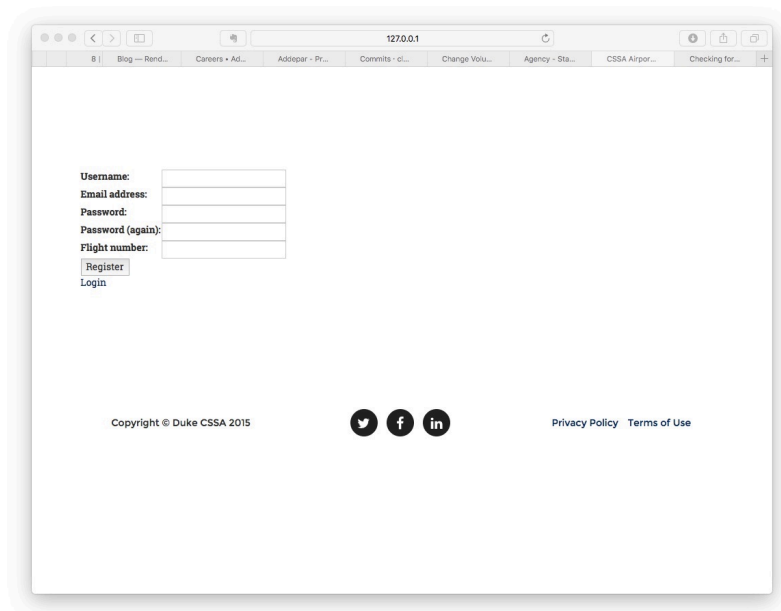 127.0.0.1
8 | Blog — Rend... Careers • Ad... Addepar - Pr... Commits · cl... Change Volu... Agency - Sta... CSSA Airpor... Checking for... +
Username:
Email address:
Password:
Password (again):
Flight number:
Register
Login
Copyright © Duke CSSA 2015
f in
Privacy Policy Terms of Use